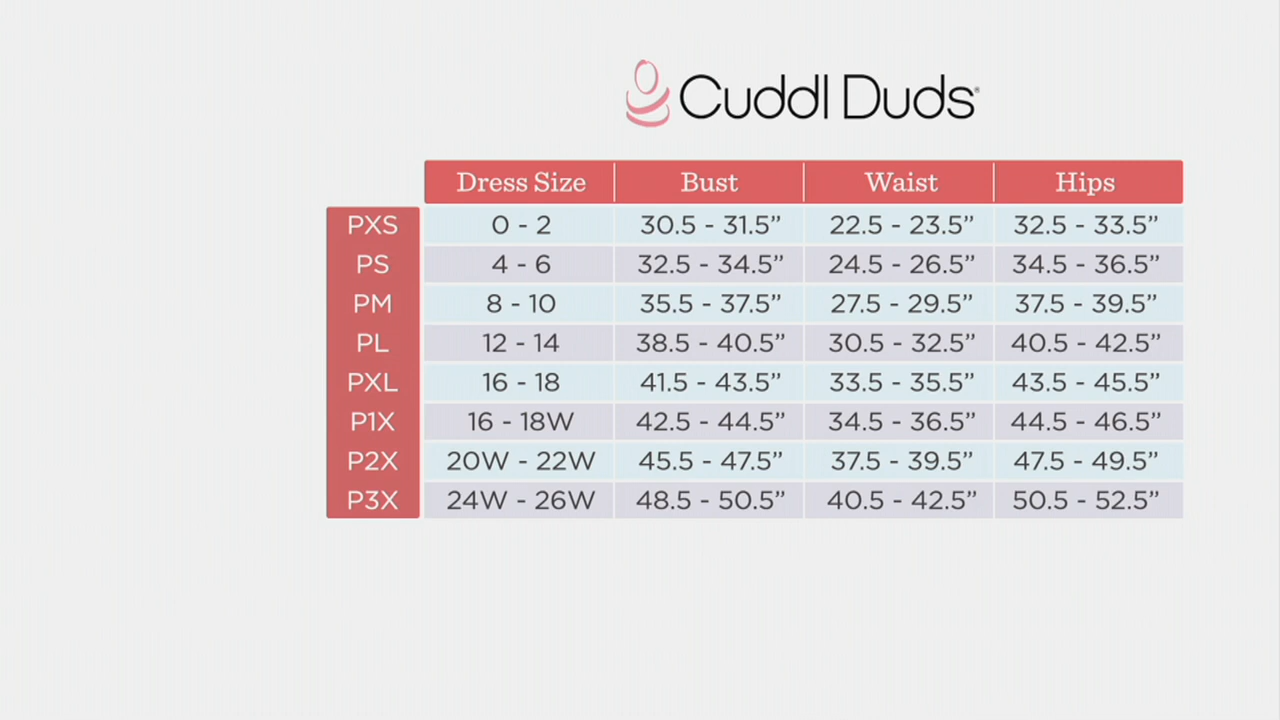 Cuddl Duds®
Dress Size Bust Waist Hips
PXS 0 - 2 30.5 - 31.5” 22.5 - 23.5” 32.5 - 33.5”
PS 4 - 6 32.5 - 34.5” 24.5 - 26.5” 34.5 - 36.5”
PM 8 - 10 35.5 - 37.5” 27.5 - 29.5” 37.5 - 39.5”
PL 12 - 14 38.5 - 40.5” 30.5 - 32.5” 40.5 - 42.5”
PXL 16 - 18 41.5 - 43.5” 33.5 - 35.5” 43.5 - 45.5”
P1X 16 - 18W 42.5 - 44.5” 34.5 - 36.5” 44.5 - 46.5”
P2X 20W - 22W 45.5 - 47.5” 37.5 - 39.5” 47.5 - 49.5”
P3X 24W - 26W 48.5 - 50.5” 40.5 - 42.5” 50.5 - 52.5”